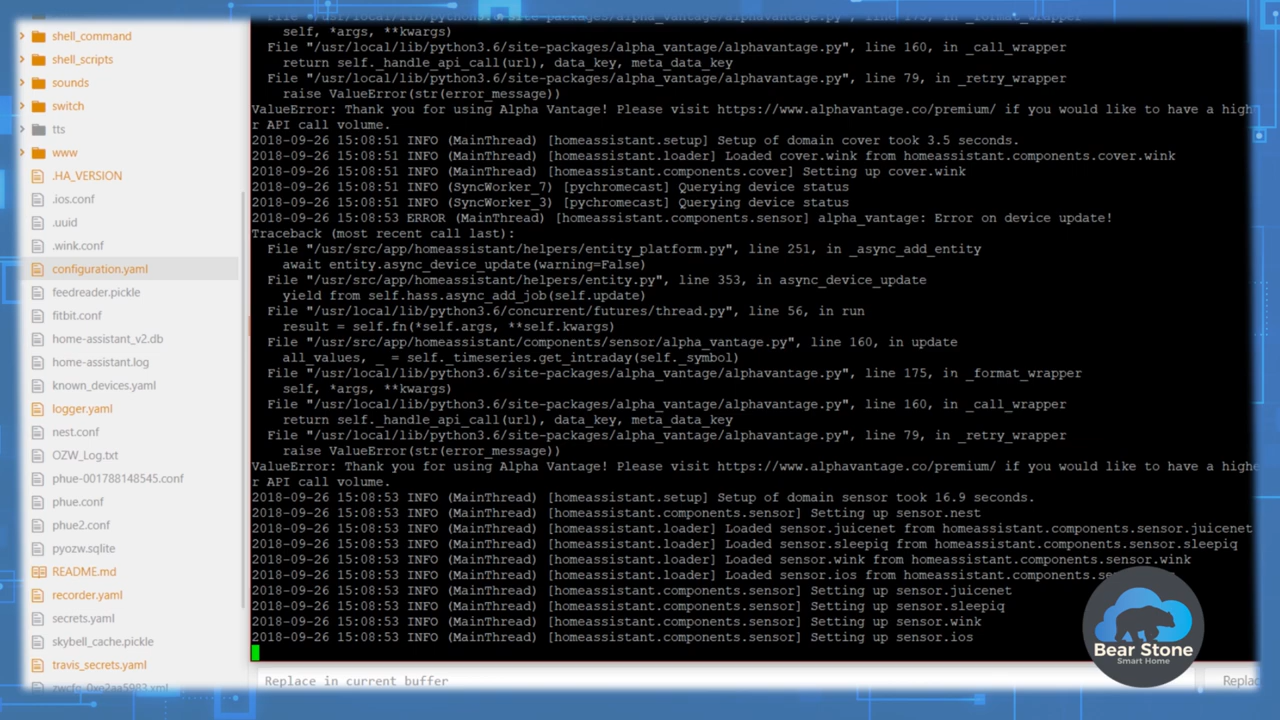 shell_command
shell_scripts
sounds
switch
tts
www
.HA_VERSION
.ios.conf
.uuid
.wink.conf
configuration.yaml
feedreader.pickle
fitbit.conf
home-assistant_v2.db
home-assistant.log
known_devices.yaml
logger.yaml
nest.conf
OZW_Log.txt
phue-001788148545.conf
phue.conf
phue2.conf
pyozw.sqlite
README.md
recorder.yaml
secrets.yaml
skybell_cache.pickle
travis_secrets.yaml
zwcfg_0xe2aa5983.xml
File "/usr/local/lib/python3.6/site-packages/alpha_vantage/alphavantage.py", line 175, in _format_wrapper
self, *args, **kwargs)
File "/usr/local/lib/python3.6/site-packages/alpha_vantage/alphavantage.py", line 160, in _call_wrapper
return self._handle_api_call(url), data_key, meta_data_key
File "/usr/local/lib/python3.6/site-packages/alpha_vantage/alphavantage.py", line 79, in _retry_wrapper
raise ValueError(str(error_message))
ValueError: Thank you for using Alpha Vantage! Please visit https://www.alphavantage.co/premium/ if you would like to have a highe
r API call volume.
2018-09-26 15:08:51 INFO (MainThread) [homeassistant.setup] Setup of domain cover took 3.5 seconds.
2018-09-26 15:08:51 INFO (MainThread) [homeassistant.loader] Loaded cover.wink from homeassistant.components.cover.wink
2018-09-26 15:08:51 INFO (MainThread) [homeassistant.components.cover] Setting up cover.wink
2018-09-26 15:08:51 INFO (SyncWorker_7) [pychromecast] Querying device status
2018-09-26 15:08:51 INFO (SyncWorker_3) [pychromecast] Querying device status
2018-09-26 15:08:53 ERROR (MainThread) [homeassistant.components.sensor] alpha_vantage: Error on device update!
Traceback (most recent call last):
File "/usr/src/app/homeassistant/helpers/entity_platform.py", line 251, in _async_add_entity
await entity.async_device_update(warning=False)
File "/usr/src/app/homeassistant/helpers/entity.py", line 353, in async_device_update
yield from self.hass.async_add_job(self.update)
File "/usr/local/lib/python3.6/concurrent/futures/thread.py", line 56, in run
result = self.fn(*self.args, **self.kwargs)
File "/usr/src/app/homeassistant/components/sensor/alpha_vantage.py", line 160, in update
all_values, _ = self._timeseries.get_intraday(self._symbol)
File "/usr/local/lib/python3.6/site-packages/alpha_vantage/alphavantage.py", line 175, in _format_wrapper
self, *args, **kwargs)
File "/usr/local/lib/python3.6/site-packages/alpha_vantage/alphavantage.py", line 160, in _call_wrapper
return self._handle_api_call(url), data_key, meta_data_key
File "/usr/local/lib/python3.6/site-packages/alpha_vantage/alphavantage.py", line 79, in _retry_wrapper
raise ValueError(str(error_message))
ValueError: Thank you for using Alpha Vantage! Please visit https://www.alphavantage.co/premium/ if you would like to have a highe
r API call volume.
2018-09-26 15:08:53 INFO (MainThread) [homeassistant.setup] Setup of domain sensor took 16.9 seconds.
2018-09-26 15:08:53 INFO (MainThread) [homeassistant.components.sensor] Setting up sensor.nest
2018-09-26 15:08:53 INFO (MainThread) [homeassistant.loader] Loaded sensor.juicenet from homeassistant.components.sensor.juicenet
2018-09-26 15:08:53 INFO (MainThread) [homeassistant.loader] Loaded sensor.sleepiq from homeassistant.components.sensor.sleepiq
2018-09-26 15:08:53 INFO (MainThread) [homeassistant.loader] Loaded sensor.wink from homeassistant.components.sensor.wink
2018-09-26 15:08:53 INFO (MainThread) [homeassistant.loader] Loaded sensor.ios from homeassistant.components.se
2018-09-26 15:08:53 INFO (MainThread) [homeassistant.components.sensor] Setting up sensor.juicenet
2018-09-26 15:08:53 INFO (MainThread) [homeassistant.components.sensor] Setting up sensor.sleepiq
2018-09-26 15:08:53 INFO (MainThread) [homeassistant.components.sensor] Setting up sensor.wink
2018-09-26 15:08:53 INFO (MainThread) [homeassistant.components.sensor] Setting up sensor.ios
Replace in current buffer
Replac
Bear Stone
Smart Home